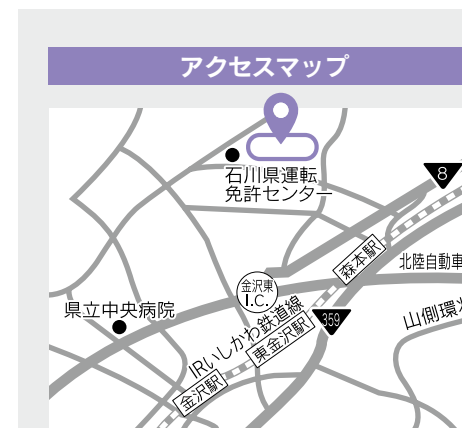 アクセスマップ
石川県運転
免許センター
8
森本駅
北陸自動車
金沢東
I.C.
県立中央病院
IRいしかわ鉄道線
359
山側環
東金沢駅
金沢駅